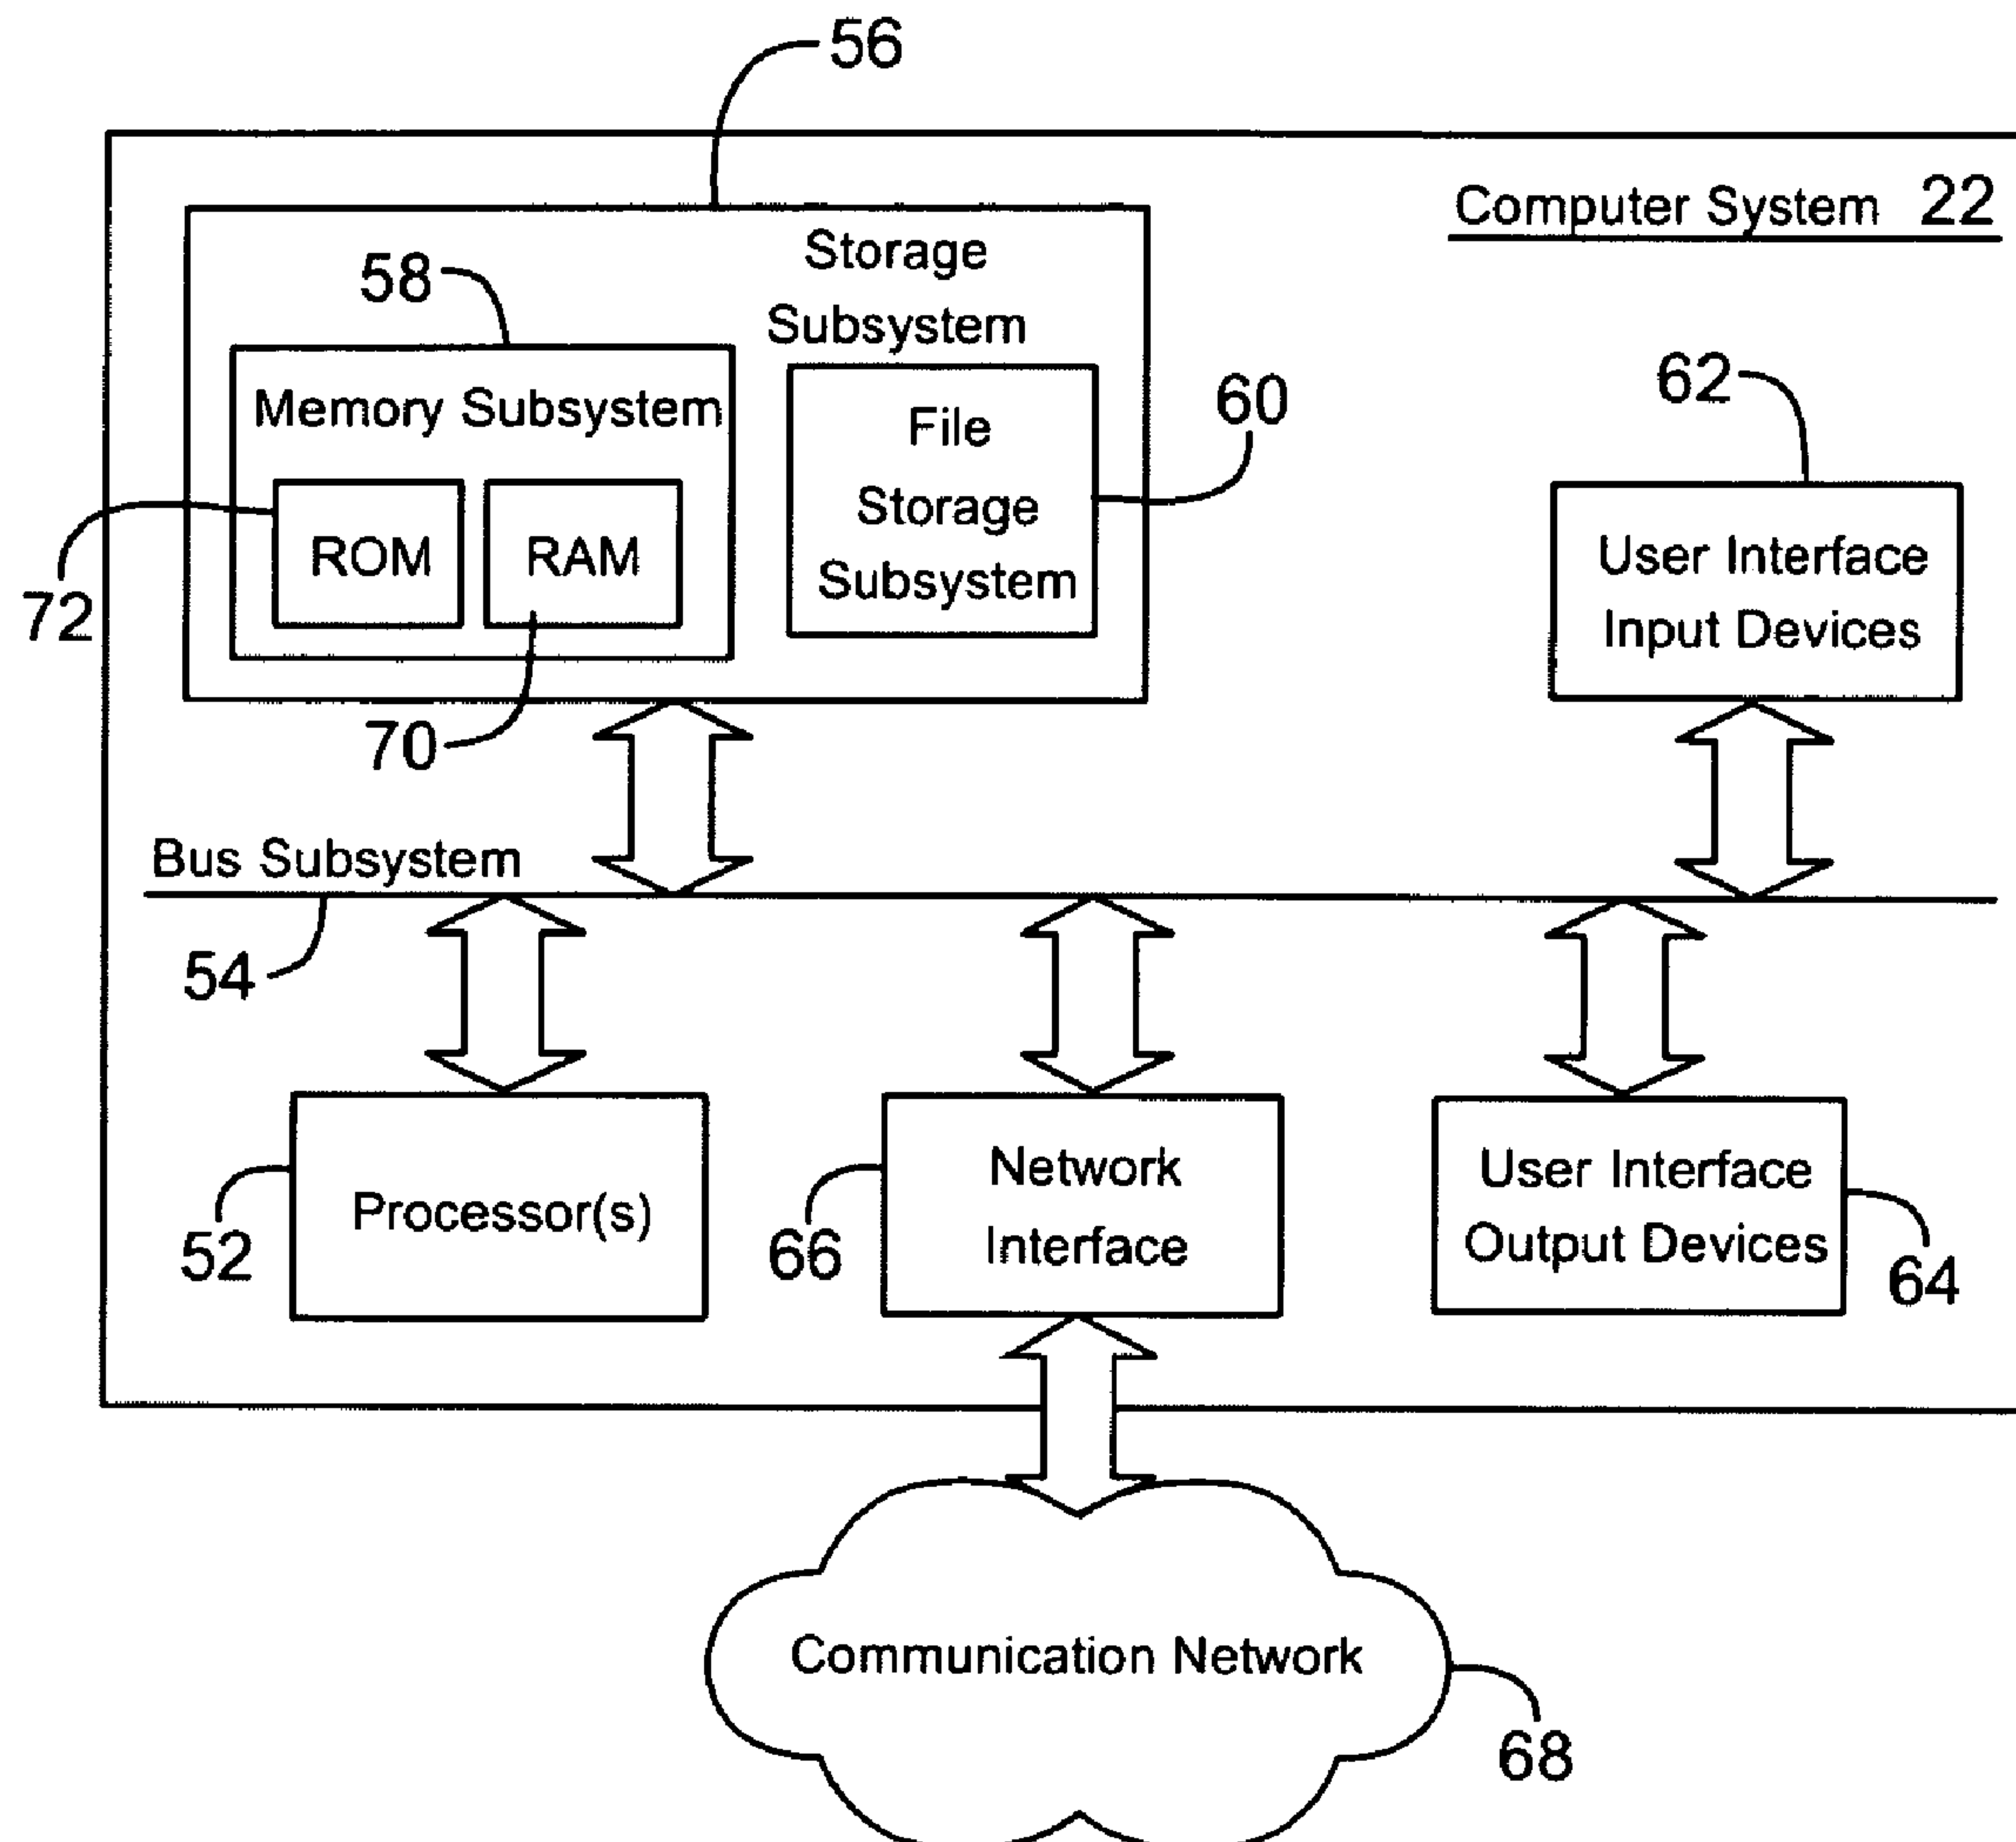 56
Computer System 22
Storage
Subsystem
58
Memory Subsystem
File
Storage
Subsystem
60
62
ROM
RAM
72
70
User Interface
Input Devices
Bus Subsystem
54
Processor(s)
52
Network
Interface
66
User Interface
Output Devices
64
Communication Network
68